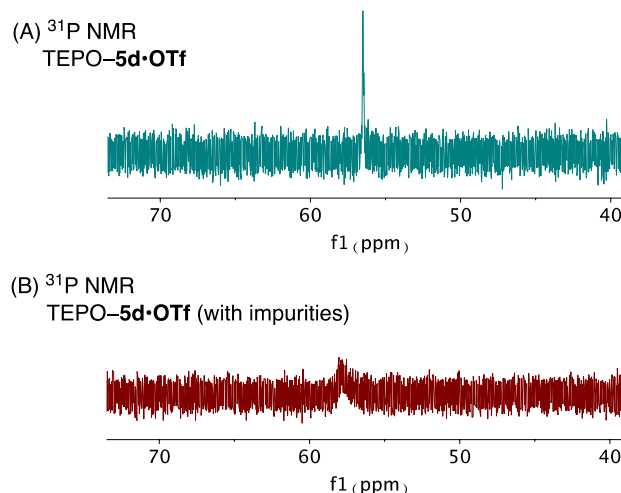 (A) ³¹P NMR
TEPO–5d•OTf
70 60 50 40
f1 (ppm)
(B) ³¹P NMR
TEPO–5d•OTf (with impurities)
70 60 50 40
f1 (ppm)